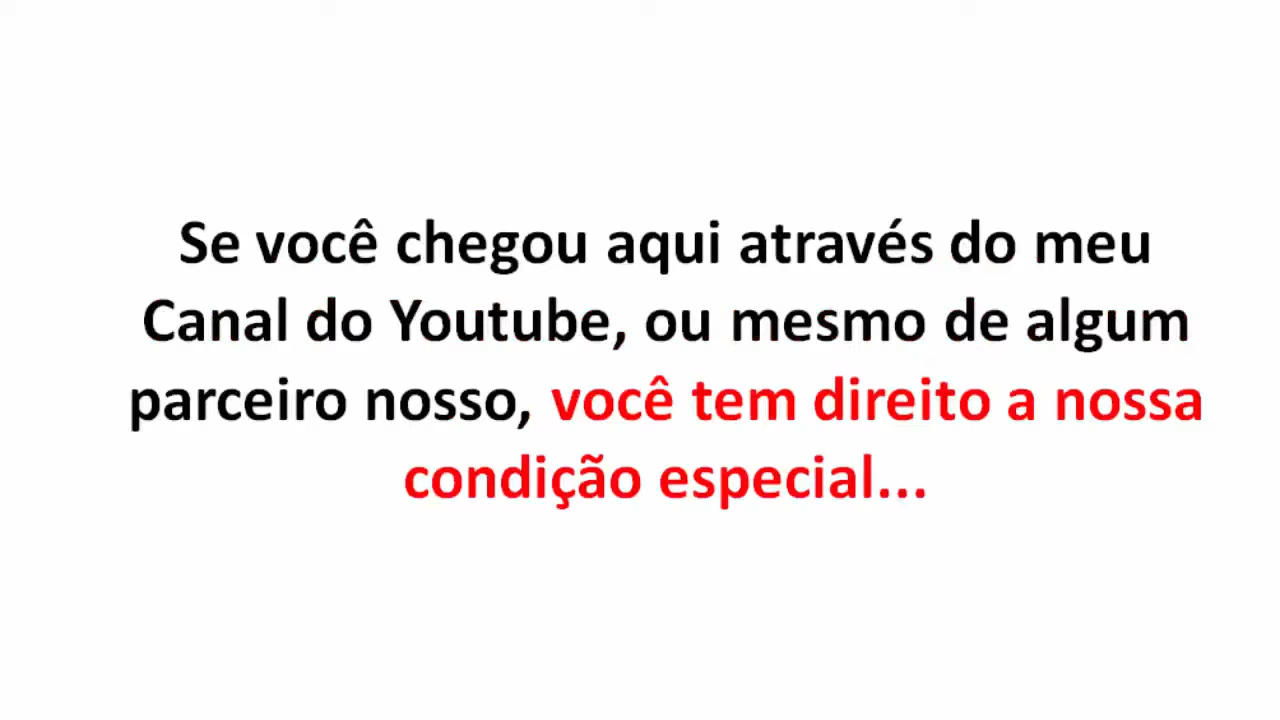 Se você chegou aqui através do meu
Canal do Youtube, ou mesmo de algum
parceiro nosso, você tem direito a nossa
condição especial...